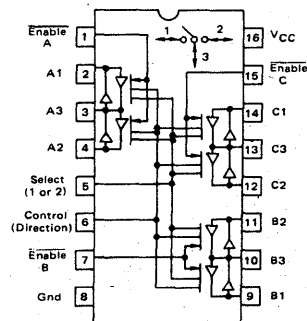 Enable
A
1
A1
2
A3
3
A2
4
Select
(1 or 2)
5
Control
(Direction)
6
Enable
B
7
Gnd
8
1
2
3
16
VCC
15
Enable
C
14
C1
13
C3
12
C2
11
B2
10
B3
9
B1